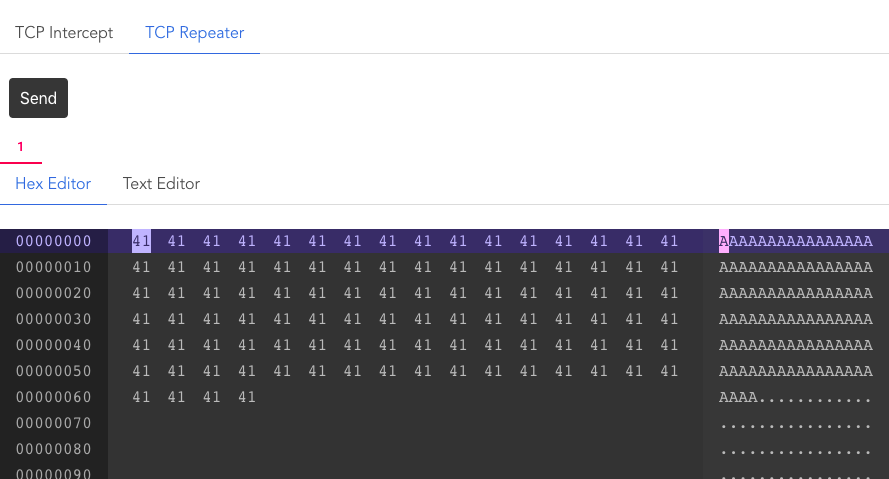 TCP Intercept TCP Repeater
Send
1
Hex Editor Text Editor
00000000 41 41 41 41 41 41 41 41 41 41 41 41 41 41 41 41 AAAAAAAAAAAAAAAA
00000010 41 41 41 41 41 41 41 41 41 41 41 41 41 41 41 41 AAAAAAAAAAAAAAAA
00000020 41 41 41 41 41 41 41 41 41 41 41 41 41 41 41 41 AAAAAAAAAAAAAAAA
00000030 41 41 41 41 41 41 41 41 41 41 41 41 41 41 41 41 AAAAAAAAAAAAAAAA
00000040 41 41 41 41 41 41 41 41 41 41 41 41 41 41 41 41 AAAAAAAAAAAAAAAA
00000050 41 41 41 41 41 41 41 41 41 41 41 41 41 41 41 41 AAAAAAAAAAAAAAAA
00000060 41 41 41 41 AAAA............
00000070 ................
00000080 ................
00000090 ................